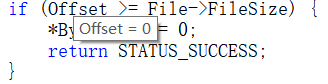 if (Offset >= File->FileSize) {
*By
Offset = 0
= 0;
return STATUS_SUCCESS;
}